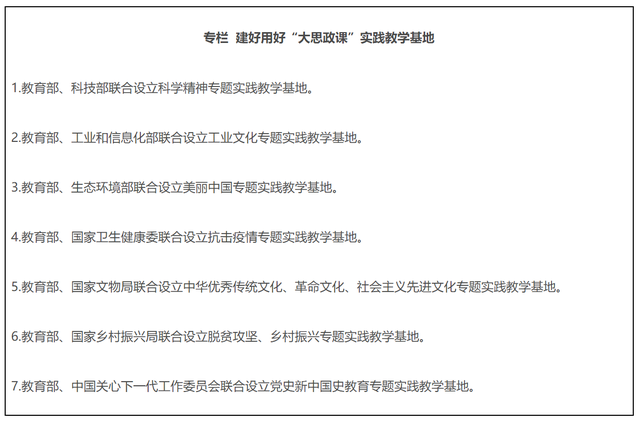 专栏 建好用好“大思政课”实践教学基地
1.教育部、科技部联合设立科学精神专题实践教学基地。
2.教育部、工业和信息化部联合设立工业文化专题实践教学基地。
3.教育部、生态环境部联合设立美丽中国专题实践教学基地。
4.教育部、国家卫生健康委联合设立抗击疫情专题实践教学基地。
5.教育部、国家文物局联合设立中华优秀传统文化、革命文化、社会主义先进文化专题实践教学基地。
6.教育部、国家乡村振兴局联合设立脱贫攻坚、乡村振兴专题实践教学基地。
7.教育部、中国关心下一代工作委员会联合设立党史新中国史教育专题实践教学基地。